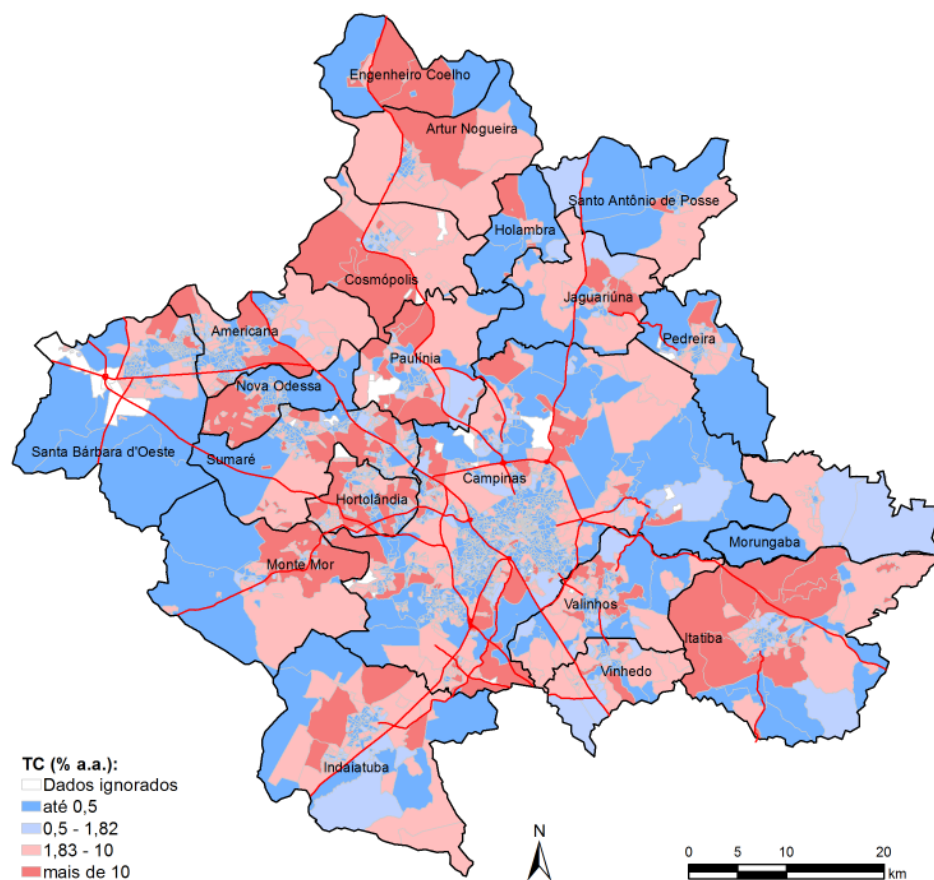 Engenheiro Coelho
Artur Nogueira
Santo Antônio de Posse
Holambra
Cosmópolis
Jaguariúna
Americana
Pedreira
Paulínia
Nova Odessa
Santa Bárbara d'Oeste
Sumaré
Campinas
Hortolândia
Morungaba
Monte Mor
Valinhos
Itatiba
Vinhedo
Indaiatuba
TC (% a.a.):
Dados ignorados
até 0,5
0,5 - 1,82
1,83 - 10
mais de 10
N
0 5 10 20
km